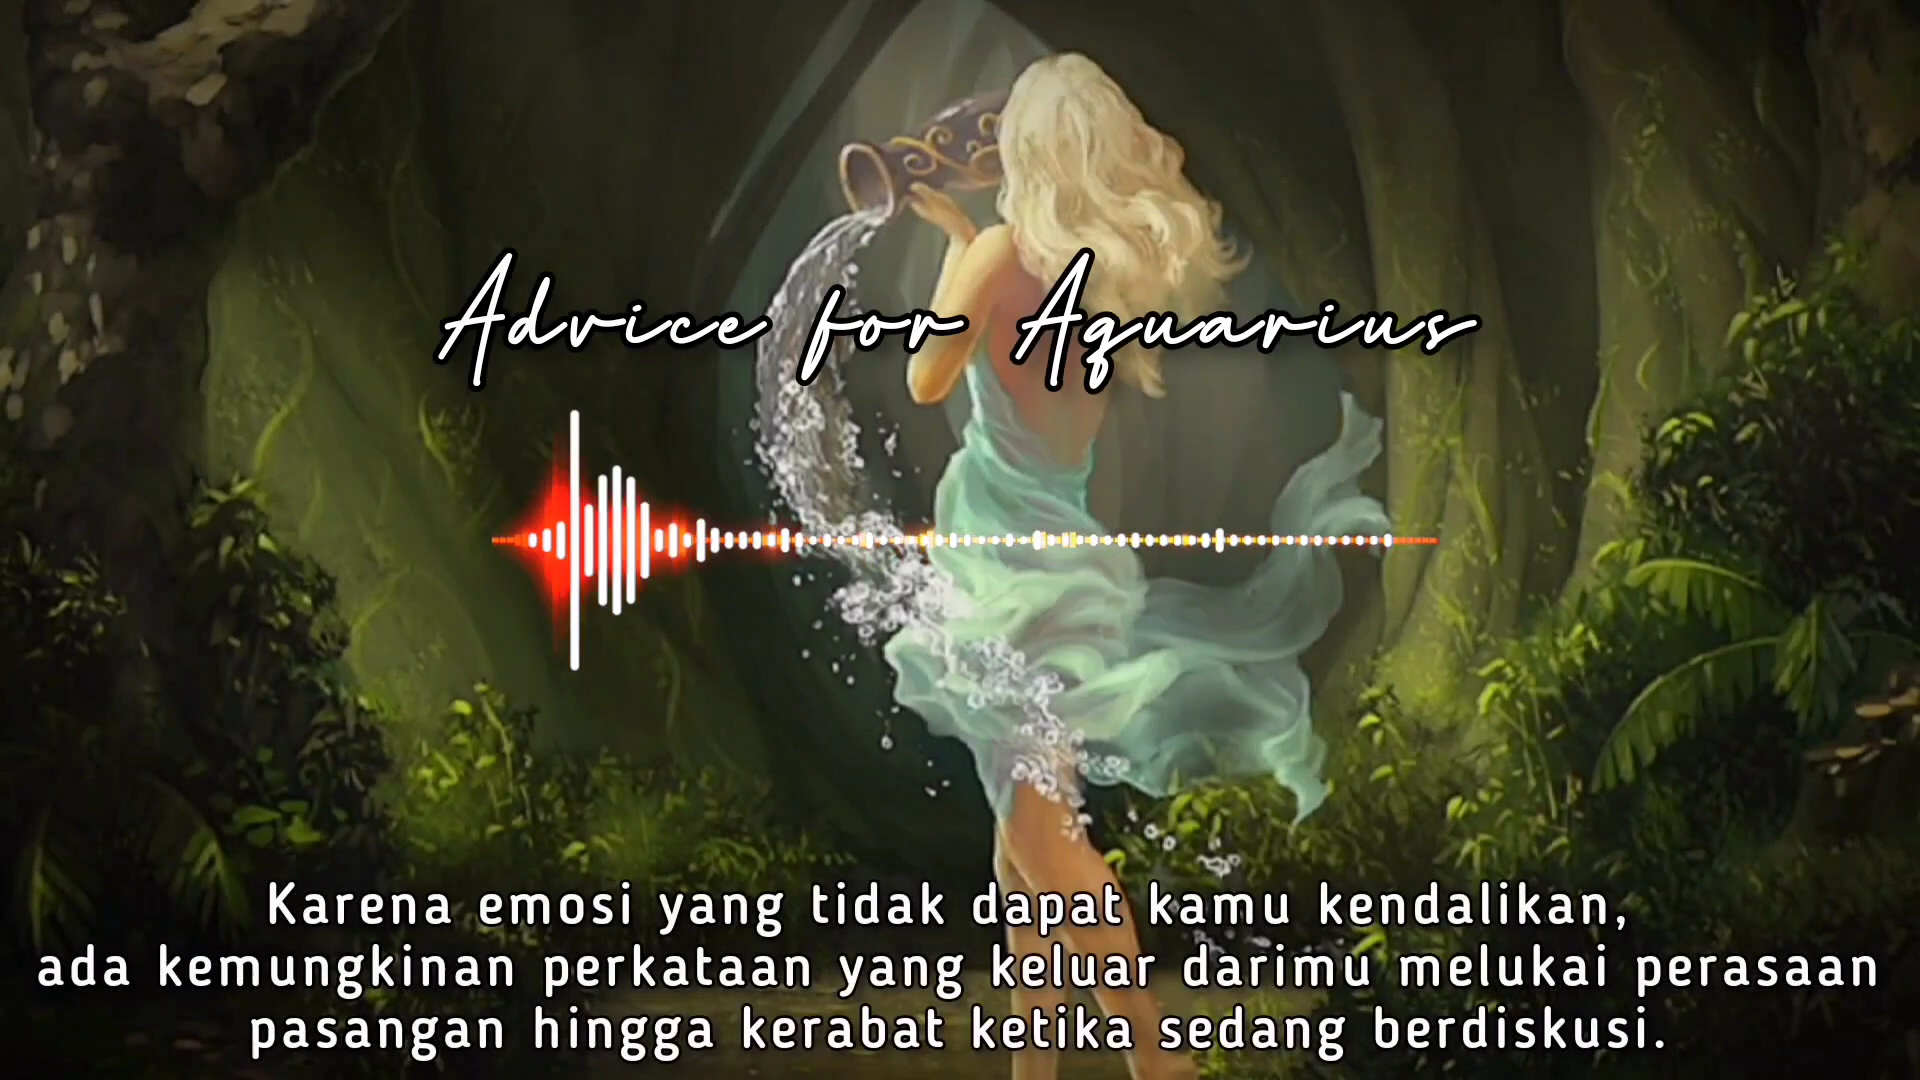 Advice for Aquarius
Karena emosi yang tidak dapat kamu kendalikan,
ada kemungkinan perkataan yang keluar darimu melukai perasaan
pasangan hingga kerabat ketika sedang berdiskusi.